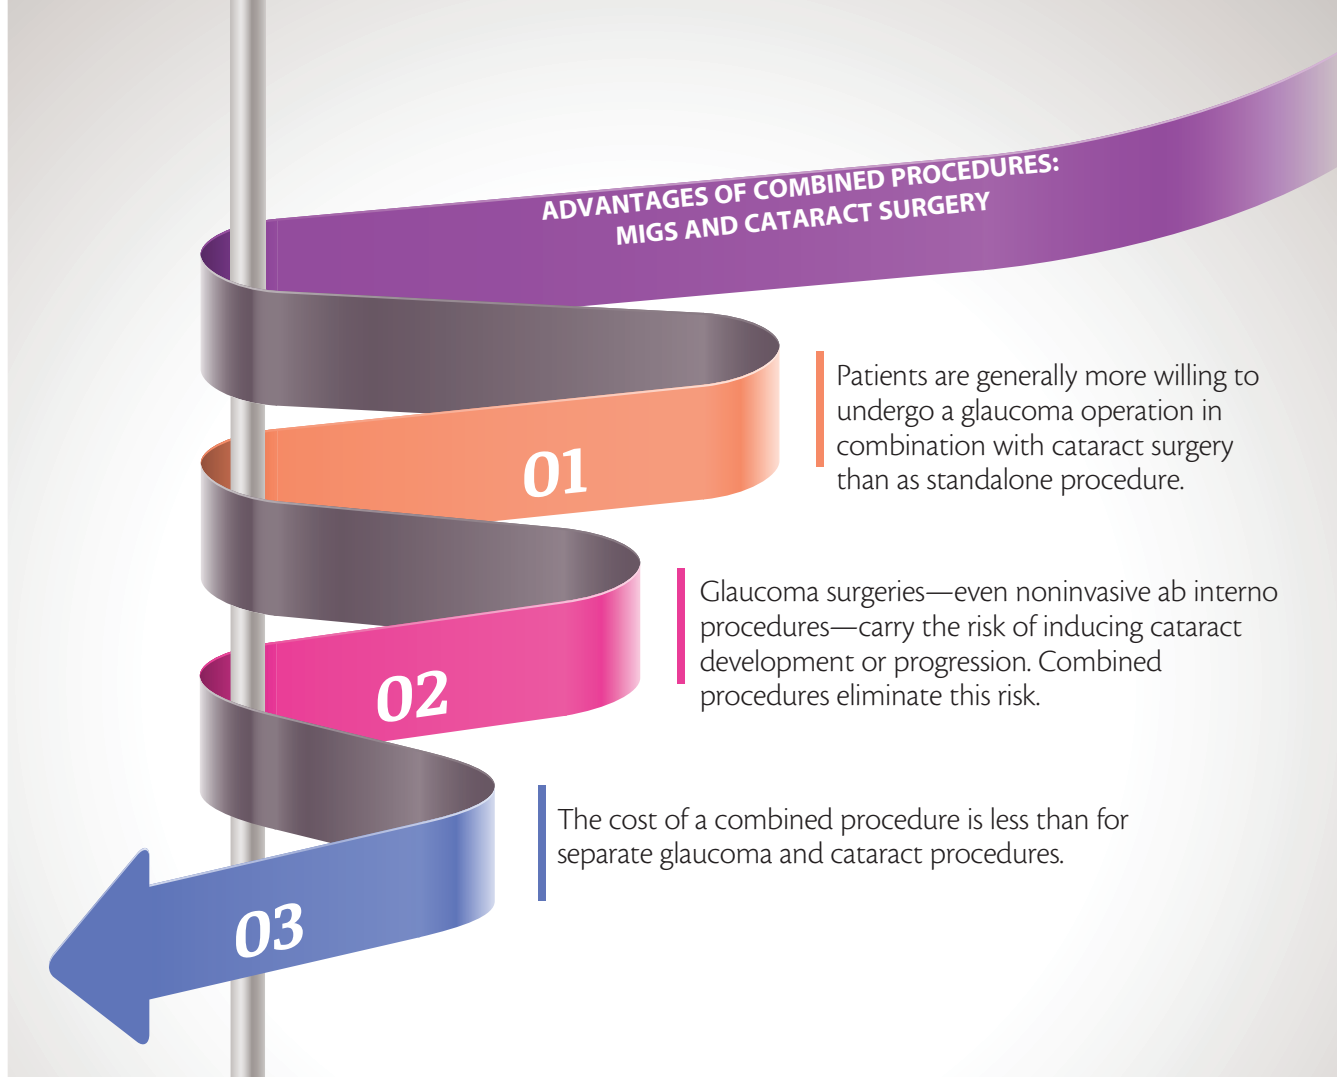 ADVANTAGES OF COMBINED PROCEDURES:
MIGS AND CATARACT SURGERY
01
Patients are generally more willing to
undergo a glaucoma operation in
combination with cataract surgery
than as standalone procedure.
02
Glaucoma surgeries—even noninvasive ab interno
procedures—carry the risk of inducing cataract
development or progression. Combined
procedures eliminate this risk.
03
The cost of a combined procedure is less than for
separate glaucoma and cataract procedures.